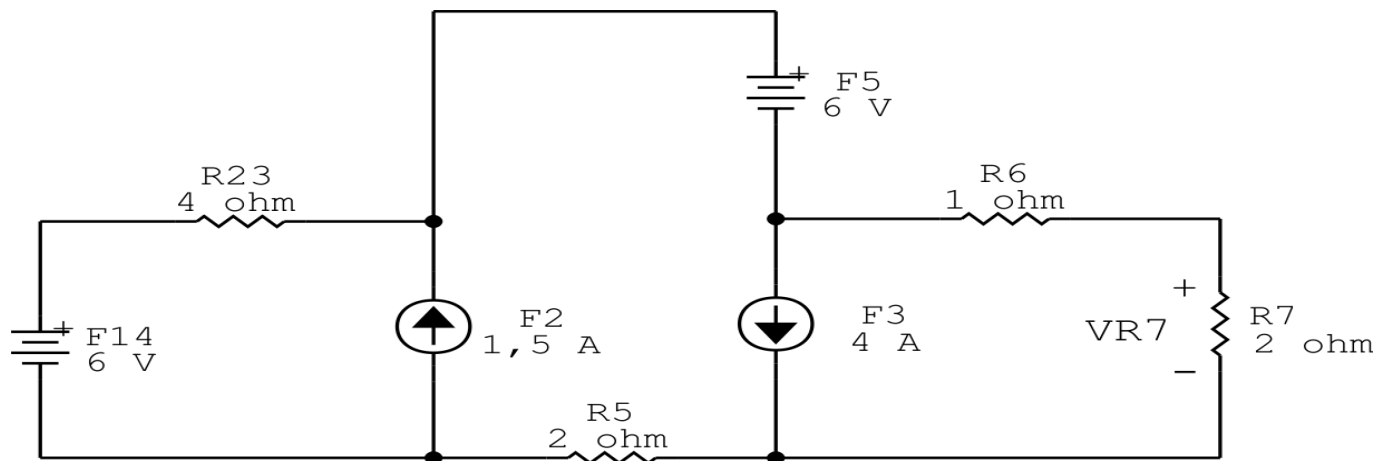 + F5
6 V
R23
4 ohm
R6
1 ohm
+ F14
6 V
F2
1,5 A
F3
4 A
+
VR7
−
R7
2 ohm
R5
2 ohm